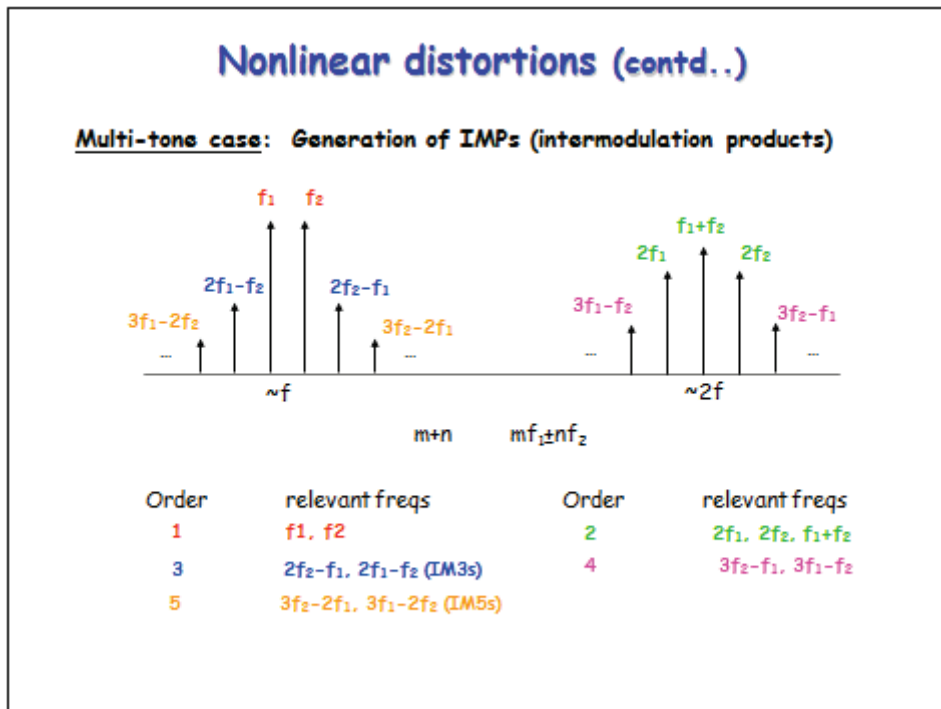 Nonlinear distortions (contd..)
Multi-tone case: Generation of IMPs (intermodulation products)
f₁ f₂
f₁+f₂
2f₁ 2f₂
2f₁-f₂ 2f₂-f₁
3f₁-f₂ 3f₂-f₁
3f₁-2f₂ 3f₂-2f₁
... ... ... ...
~f ~2f
m+n mf₁±nf₂
Order relevant freqs Order relevant freqs
1 f1, f2 2 2f₁, 2f₂, f₁+f₂
3 2f₂-f₁, 2f₁-f₂ (IM3s) 4 3f₂-f₁, 3f₁-f₂
5 3f₂-2f₁, 3f₁-2f₂ (IM5s)